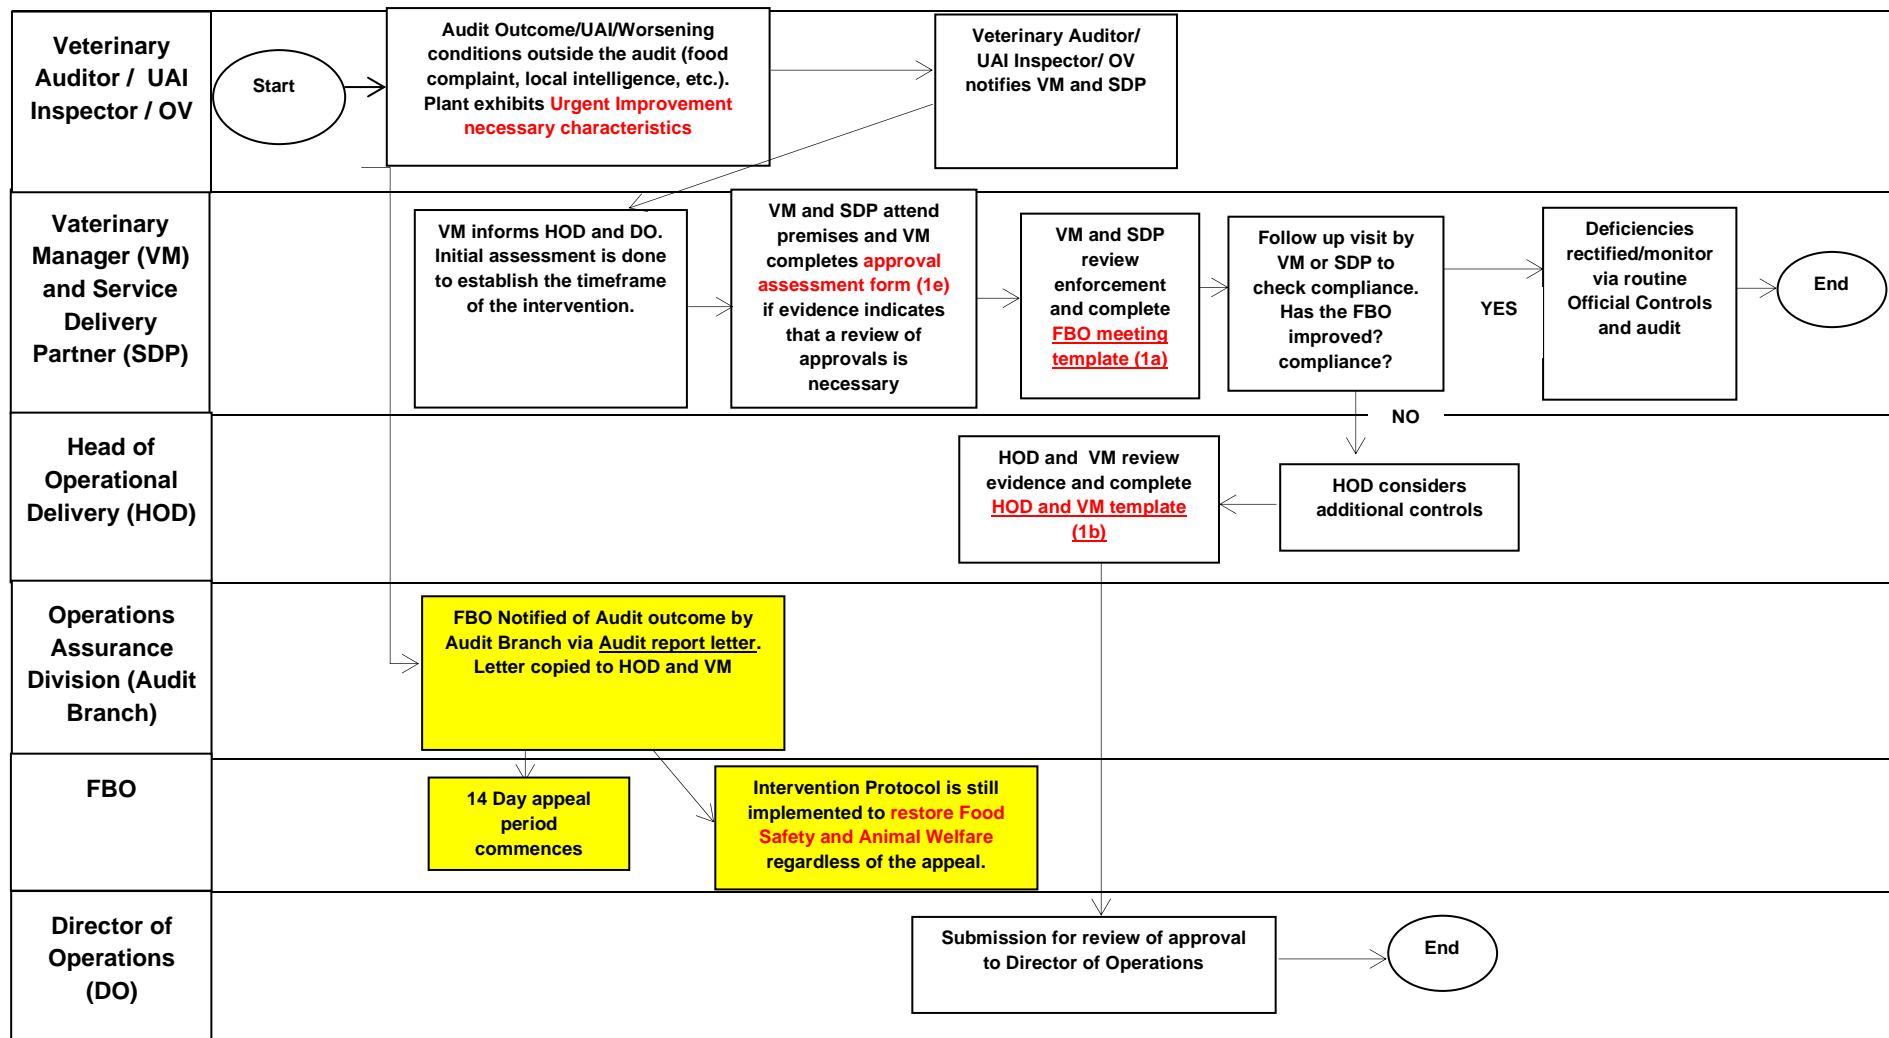 Veterinary
Auditor /  UAI
Inspector / OV
Start
Audit Outcome/UAI/Worsening
conditions outside the audit (food
complaint, local intelligence, etc.).
Plant exhibits Urgent Improvement
necessary characteristics
Veterinary Auditor/
UAI Inspector/ OV
notifies VM and SDP
Vaterinary
Manager (VM)
and Service
Delivery
Partner (SDP)
VM informs HOD and DO.
Initial assessment is done
to establish the timeframe
of the intervention.
VM and SDP attend
premises and VM
completes approval
assessment form (1e)
if evidence indicates
that a review of
approvals is
necessary
VM and SDP
review
enforcement
and complete
FBO meeting
template (1a)
Follow up visit by
VM or SDP to
check compliance.
Has the FBO
improved?
compliance?
YES
Deficiencies
rectified/monitor
via routine
Official Controls
and audit
End
NO
Head of
Operational
Delivery (HOD)
HOD and  VM review
evidence and complete
HOD and VM template
(1b)
HOD considers
additional controls
Operations
Assurance
Division (Audit
Branch)
FBO Notified of Audit outcome by
Audit Branch via Audit report letter.
Letter copied to HOD and VM
FBO
14 Day appeal
period
commences
Intervention Protocol is still
implemented to restore Food
Safety and Animal Welfare
regardless of the appeal.
Director of
Operations
(DO)
Submission for review of approval
to Director of Operations
End